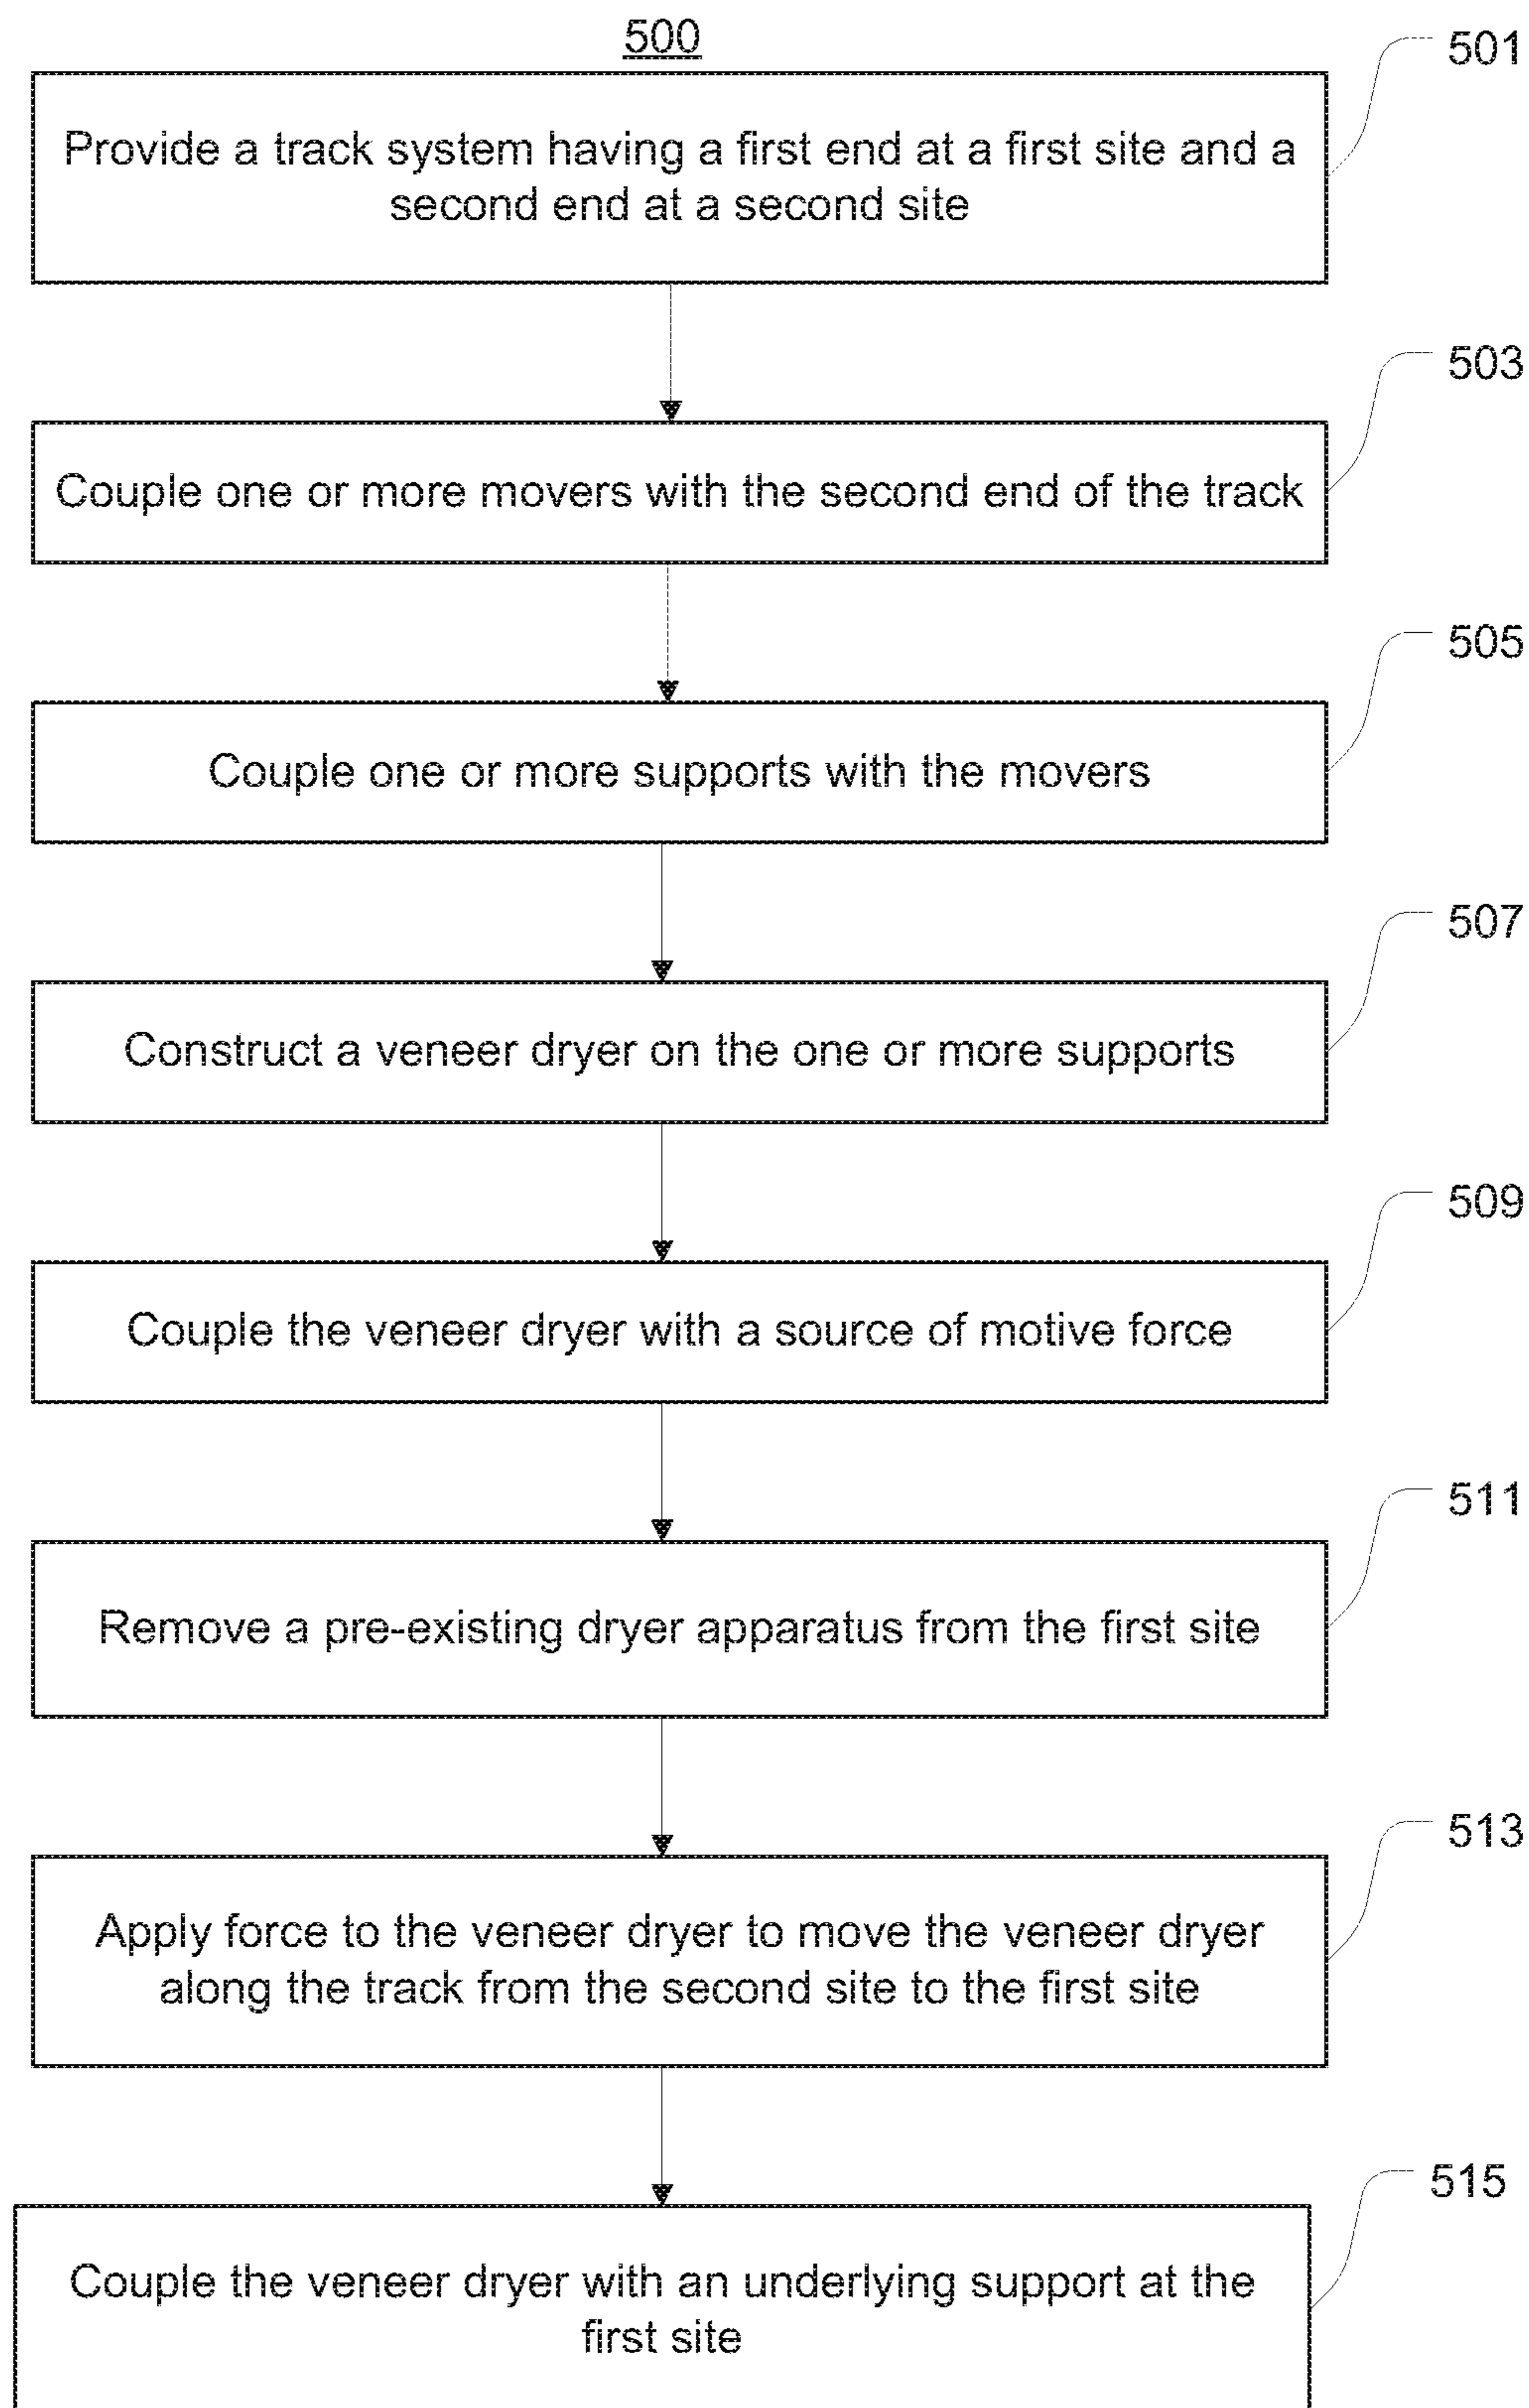 500
501
Provide a track system having a first end at a first site and a
second end at a second site
503
Couple one or more movers with the second end of the track
505
Couple one or more supports with the movers
507
Construct a veneer dryer on the one or more supports
509
Couple the veneer dryer with a source of motive force
511
Remove a pre-existing dryer apparatus from the first site
513
Apply force to the veneer dryer to move the veneer dryer
along the track from the second site to the first site
515
Couple the veneer dryer with an underlying support at the
first site